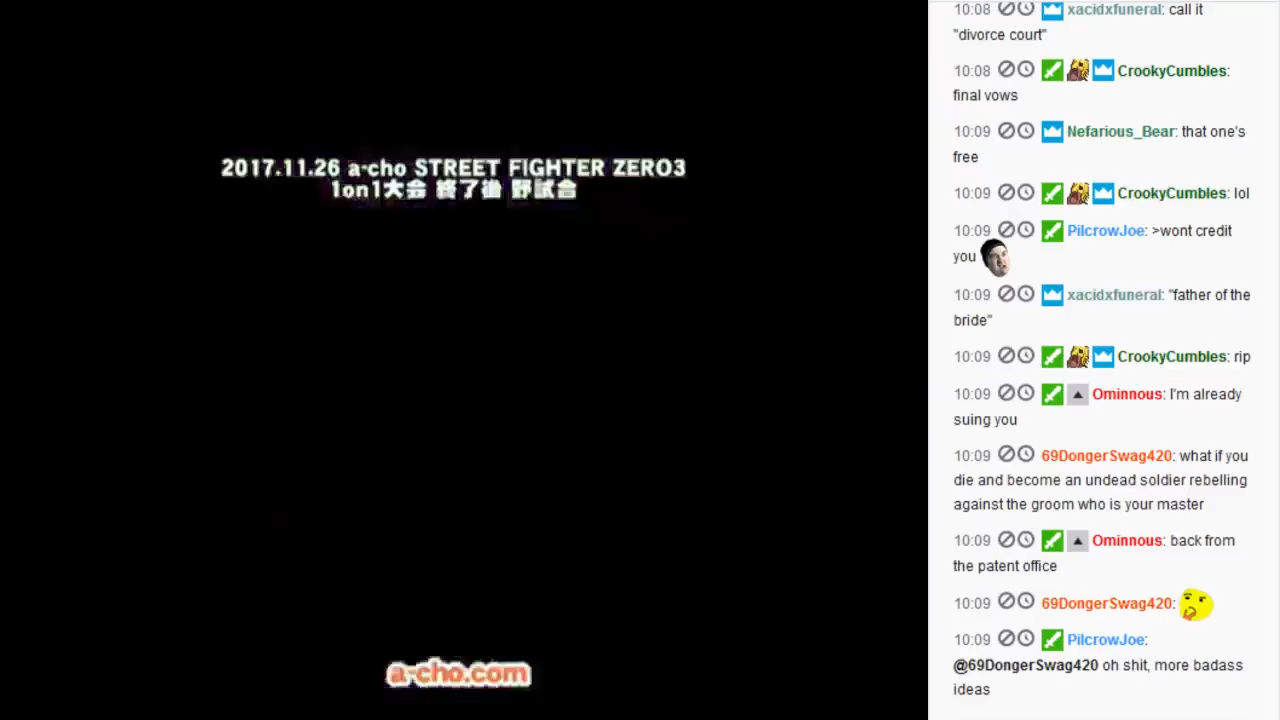 2017.11.26 a-cho STREET FIGHTER ZERO3
1on1大会 終了後 野試合
a-cho.com
10:08 xacidxfuneral: call it
"divorce court"
10:08 CrookyCumbles:
final vows
10:09 Nefarious_Bear: that one's
free
10:09 CrookyCumbles: lol
10:09 PilcrowJoe: >wont credit
you
10:09 xacidxfuneral: "father of the
bride"
10:09 CrookyCumbles: rip
10:09 Ominnous: I'm already
suing you
10:09 69DongerSwag420: what if you
die and become an undead soldier rebelling
against the groom who is your master
10:09 Ominnous: back from
the patent office
10:09 69DongerSwag420:
10:09 PilcrowJoe:
@69DongerSwag420 oh shit, more badass
ideas